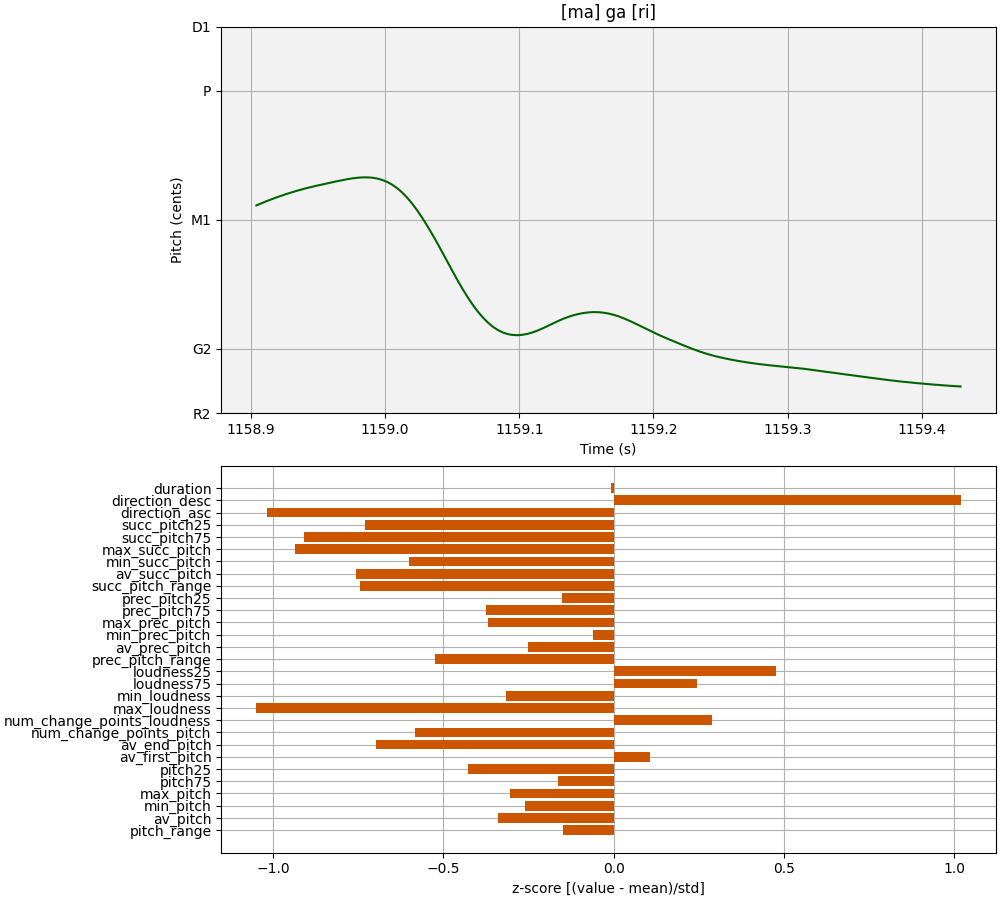 [ma] ga [ri]
D1
P
M1
G2
R2
Pitch (cents)
1158.9 1159.0 1159.1 1159.2 1159.3 1159.4
Time (s)
duration
direction_desc
direction_asc
succ_pitch25
succ_pitch75
max_succ_pitch
min_succ_pitch
av_succ_pitch
succ_pitch_range
prec_pitch25
prec_pitch75
max_prec_pitch
min_prec_pitch
av_prec_pitch
prec_pitch_range
loudness25
loudness75
min_loudness
max_loudness
num_change_points_loudness
num_change_points_pitch
av_end_pitch
av_first_pitch
pitch25
pitch75
max_pitch
min_pitch
av_pitch
pitch_range
−1.0 −0.5 0.0 0.5 1.0
z-score [(value - mean)/std]